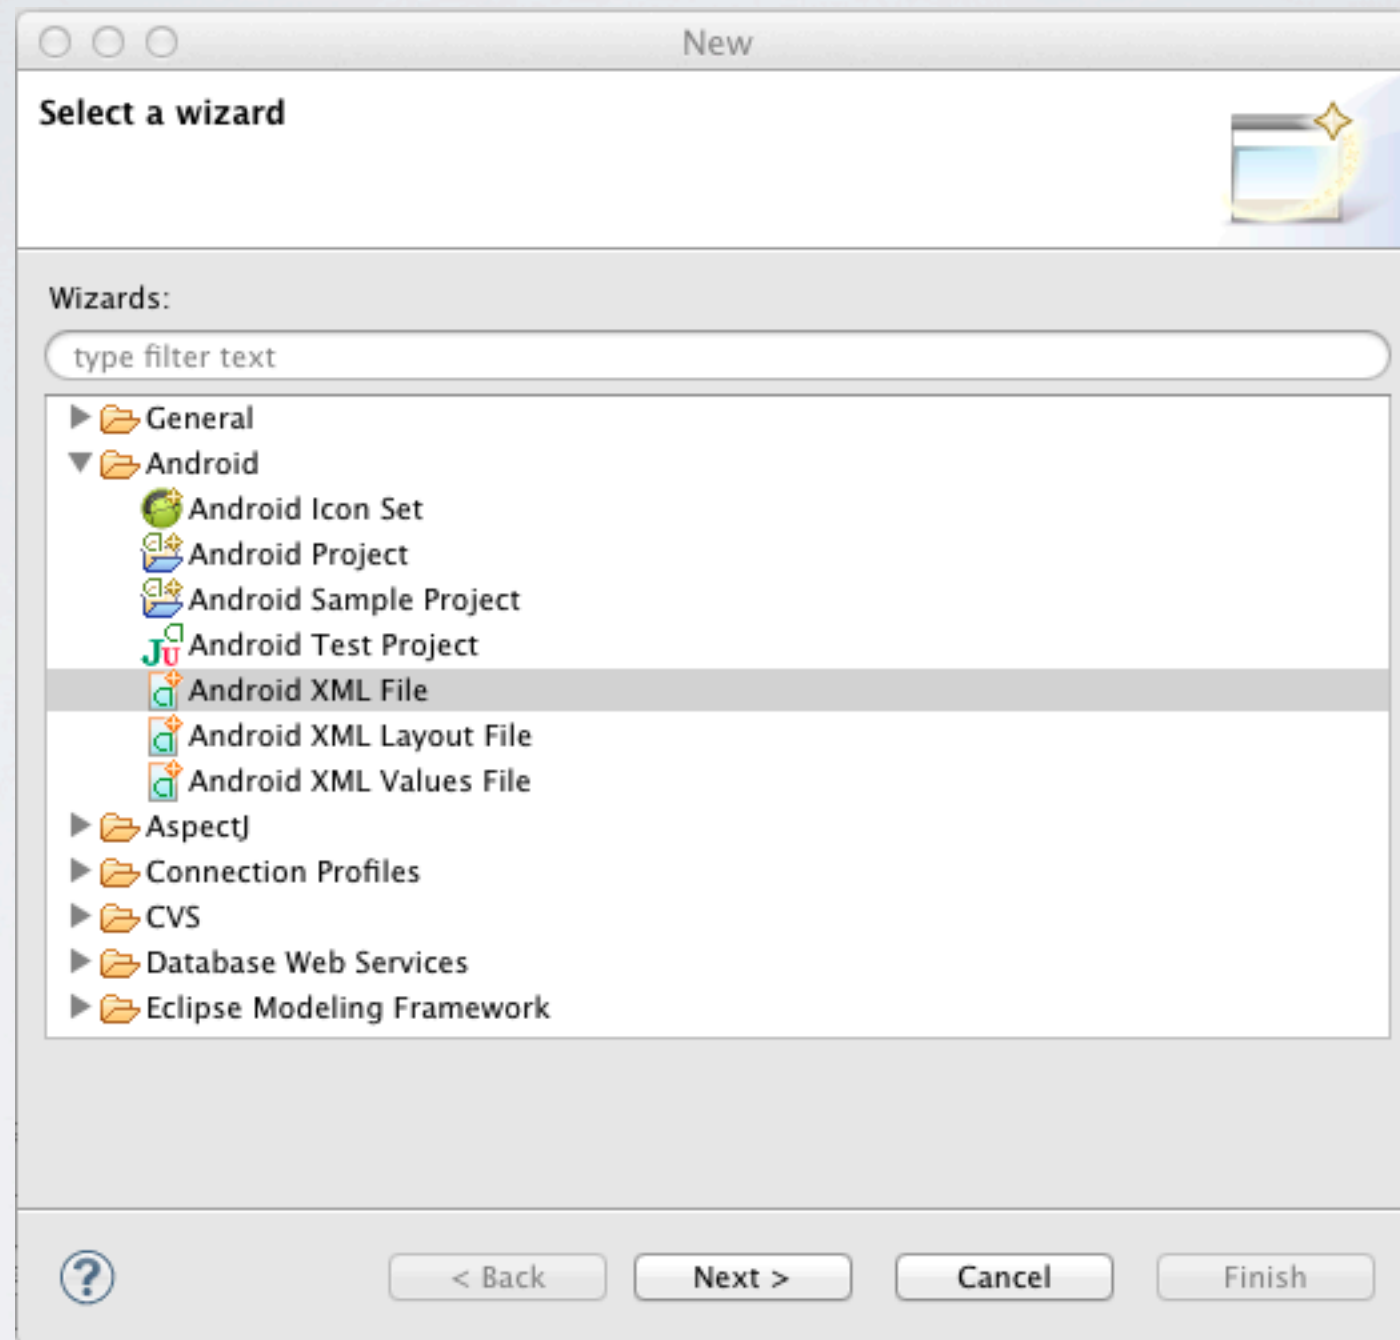 New
Select a wizard
Wizards:
type filter text
General
Android
Android Icon Set
Android Project
Android Sample Project
Android Test Project
Android XML File
Android XML Layout File
Android XML Values File
AspectJ
Connection Profiles
CVS
Database Web Services
Eclipse Modeling Framework
? < Back Next > Cancel Finish